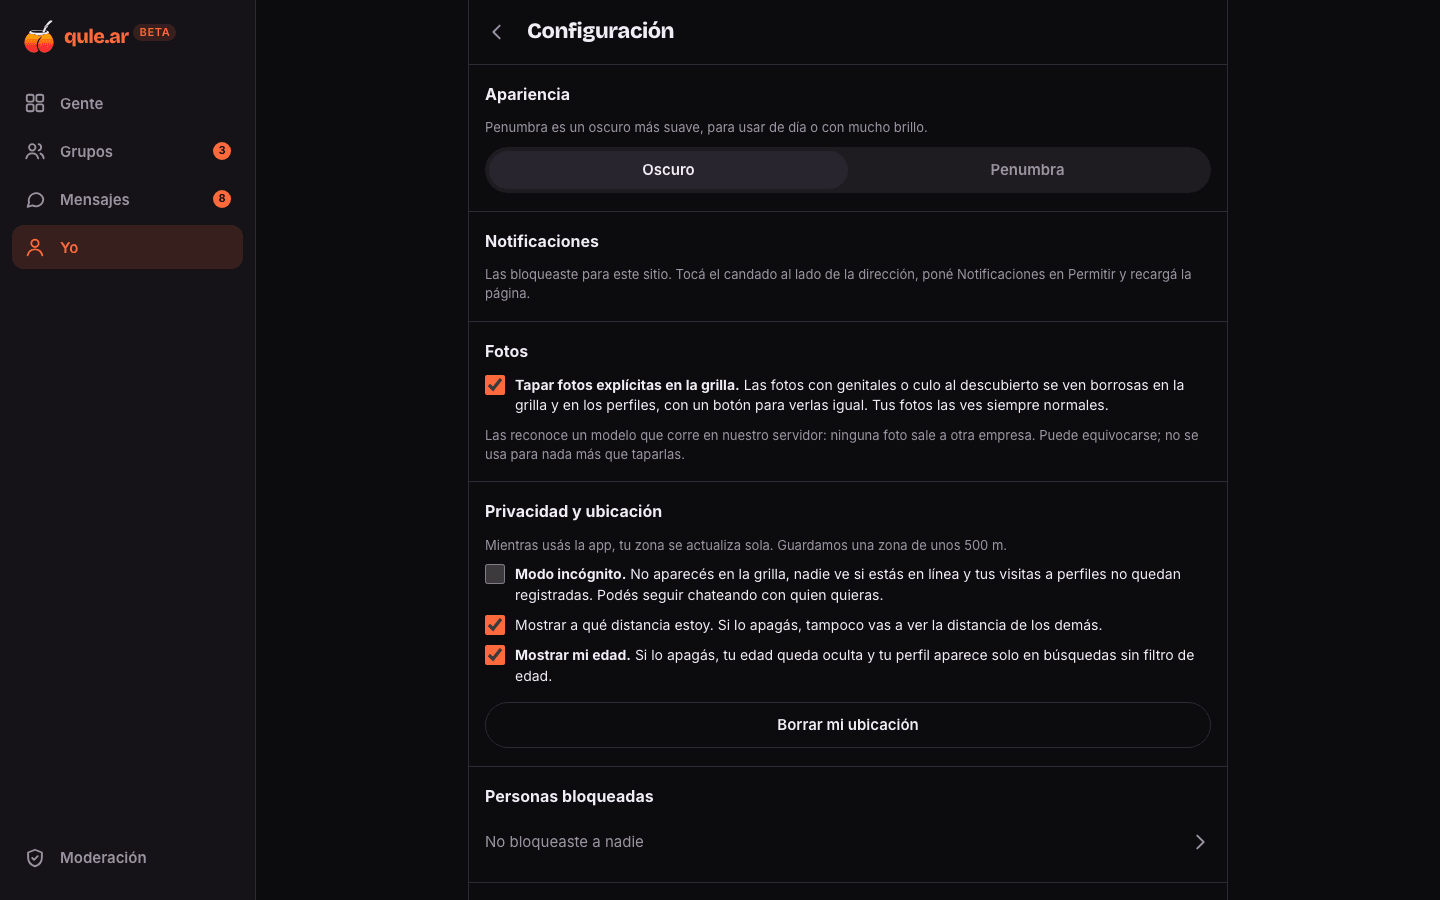 qule.ar BETA
Gente
Grupos 3
Mensajes 8
Yo
Moderación
Configuración
Apariencia
Penumbra es un oscuro más suave, para usar de día o con mucho brillo.
Oscuro Penumbra
Notificaciones
Las bloqueaste para este sitio. Tocá el candado al lado de la dirección, poné Notificaciones en Permitir y recargá la
página.
Fotos
Tapar fotos explícitas en la grilla. Las fotos con genitales o culo al descubierto se ven borrosas en la
grilla y en los perfiles, con un botón para verlas igual. Tus fotos las ves siempre normales.
Las reconoce un modelo que corre en nuestro servidor: ninguna foto sale a otra empresa. Puede equivocarse; no se
usa para nada más que taparlas.
Privacidad y ubicación
Mientras usás la app, tu zona se actualiza sola. Guardamos una zona de unos 500 m.
Modo incógnito. No aparecés en la grilla, nadie ve si estás en línea y tus visitas a perfiles no quedan
registradas. Podés seguir chateando con quien quieras.
Mostrar a qué distancia estoy. Si lo apagás, tampoco vas a ver la distancia de los demás.
Mostrar mi edad. Si lo apagás, tu edad queda oculta y tu perfil aparece solo en búsquedas sin filtro de
edad.
Borrar mi ubicación
Personas bloqueadas
No bloqueaste a nadie